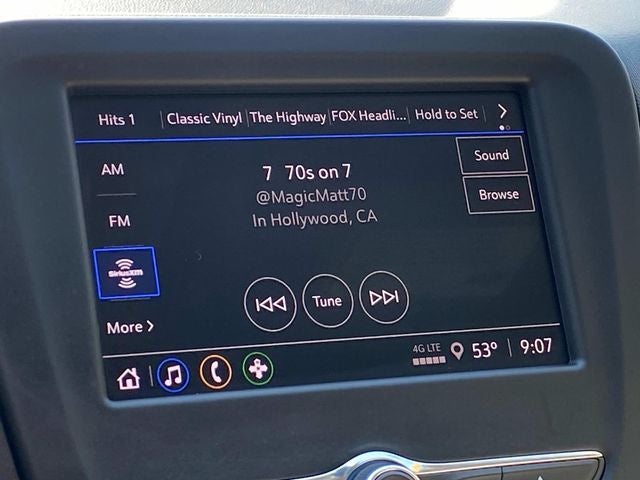 Hits 1 Classic Vinyl The Highway FOX Headli... Hold to Set
AM 7 70s on 7 Sound
@MagicMatt70 Browse
FM In Hollywood, CA
SiriusXM
Tune
More
4G LTE 53° 9:07